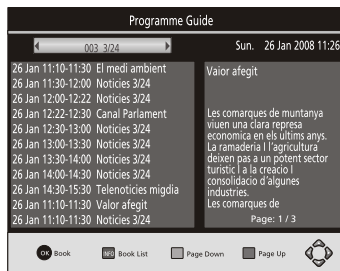 Programme Guide
003 3/24
Sun. 26 Jan 2008 11:26
26 Jan 11:10-11:30 El medi ambient
26 Jan 11:30-12:00 Noticies 3/24
26 Jan 12:00-12:22 Noticies 3/24
26 Jan 12:22-12:30 Canal Parlament
26 Jan 12:30-13:00 Noticies 3/24
26 Jan 13:00-13:30 Noticies 3/24
26 Jan 13:30-14:00 Noticies 3/24
26 Jan 14:00-14:30 Noticies 3/24
26 Jan 14:30-15:30 Telenoticies migdia
26 Jan 11:10-11:30 Valor afegit
26 Jan 11:10-11:30 Noticies 3/24
Vaior afegit
Les comarques de muntanya
viuen una clara represa
economica en els ultims anys.
La ramaderia l l'agricultura
deixen pas a un potent sector
turistic l a la creacio l
consolidacio d'algunes
industries.
Les comarques de
Page: 1 / 3
OK Book
INFO Book List
Page Down
Page Up